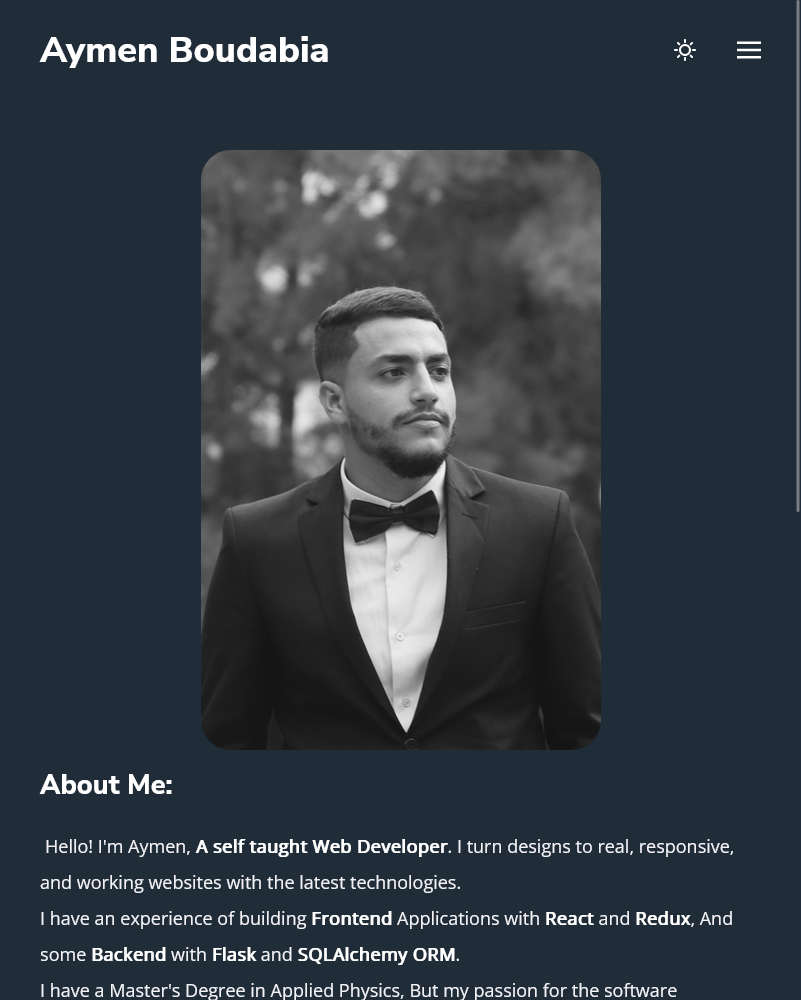 Aymen Boudabia
About Me:
Hello! I'm Aymen, A self taught Web Developer. I turn designs to real, responsive,
and working websites with the latest technologies.
I have an experience of building Frontend Applications with React and Redux, And
some Backend with Flask and SQLAlchemy ORM.
I have a Master's Degree in Applied Physics, But my passion for the software